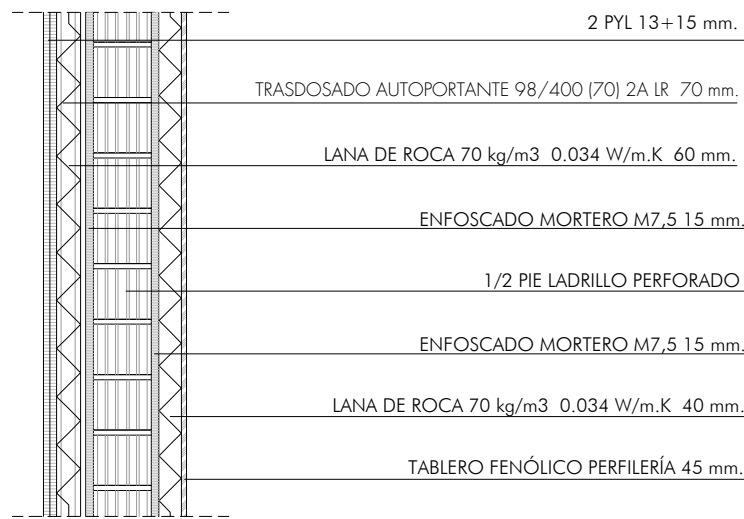 2 PYL 13+15 mm.
TRASDOSADO AUTOPORTANTE 98/400 (70) 2A LR 70 mm.
LANA DE ROCA 70 kg/m3 0.034 W/m.K 60 mm.
ENFOSCADO MORTERO M7,5 15 mm.
1/2 PIE LADRILLO PERFORADO
ENFOSCADO MORTERO M7,5 15 mm.
LANA DE ROCA 70 kg/m3 0.034 W/m.K 40 mm.
TABLERO FENÓLICO PERFILERÍA 45 mm.